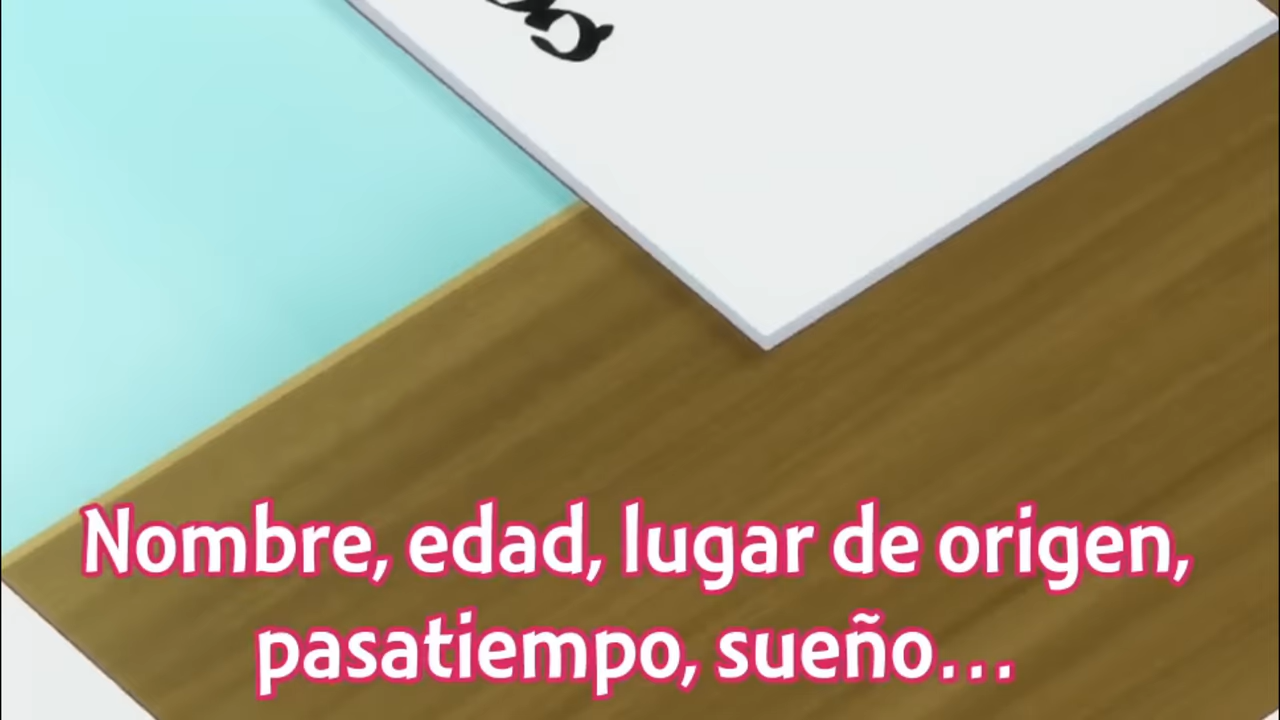 Nombre, edad, lugar de origen,
pasatiempo, sueño…